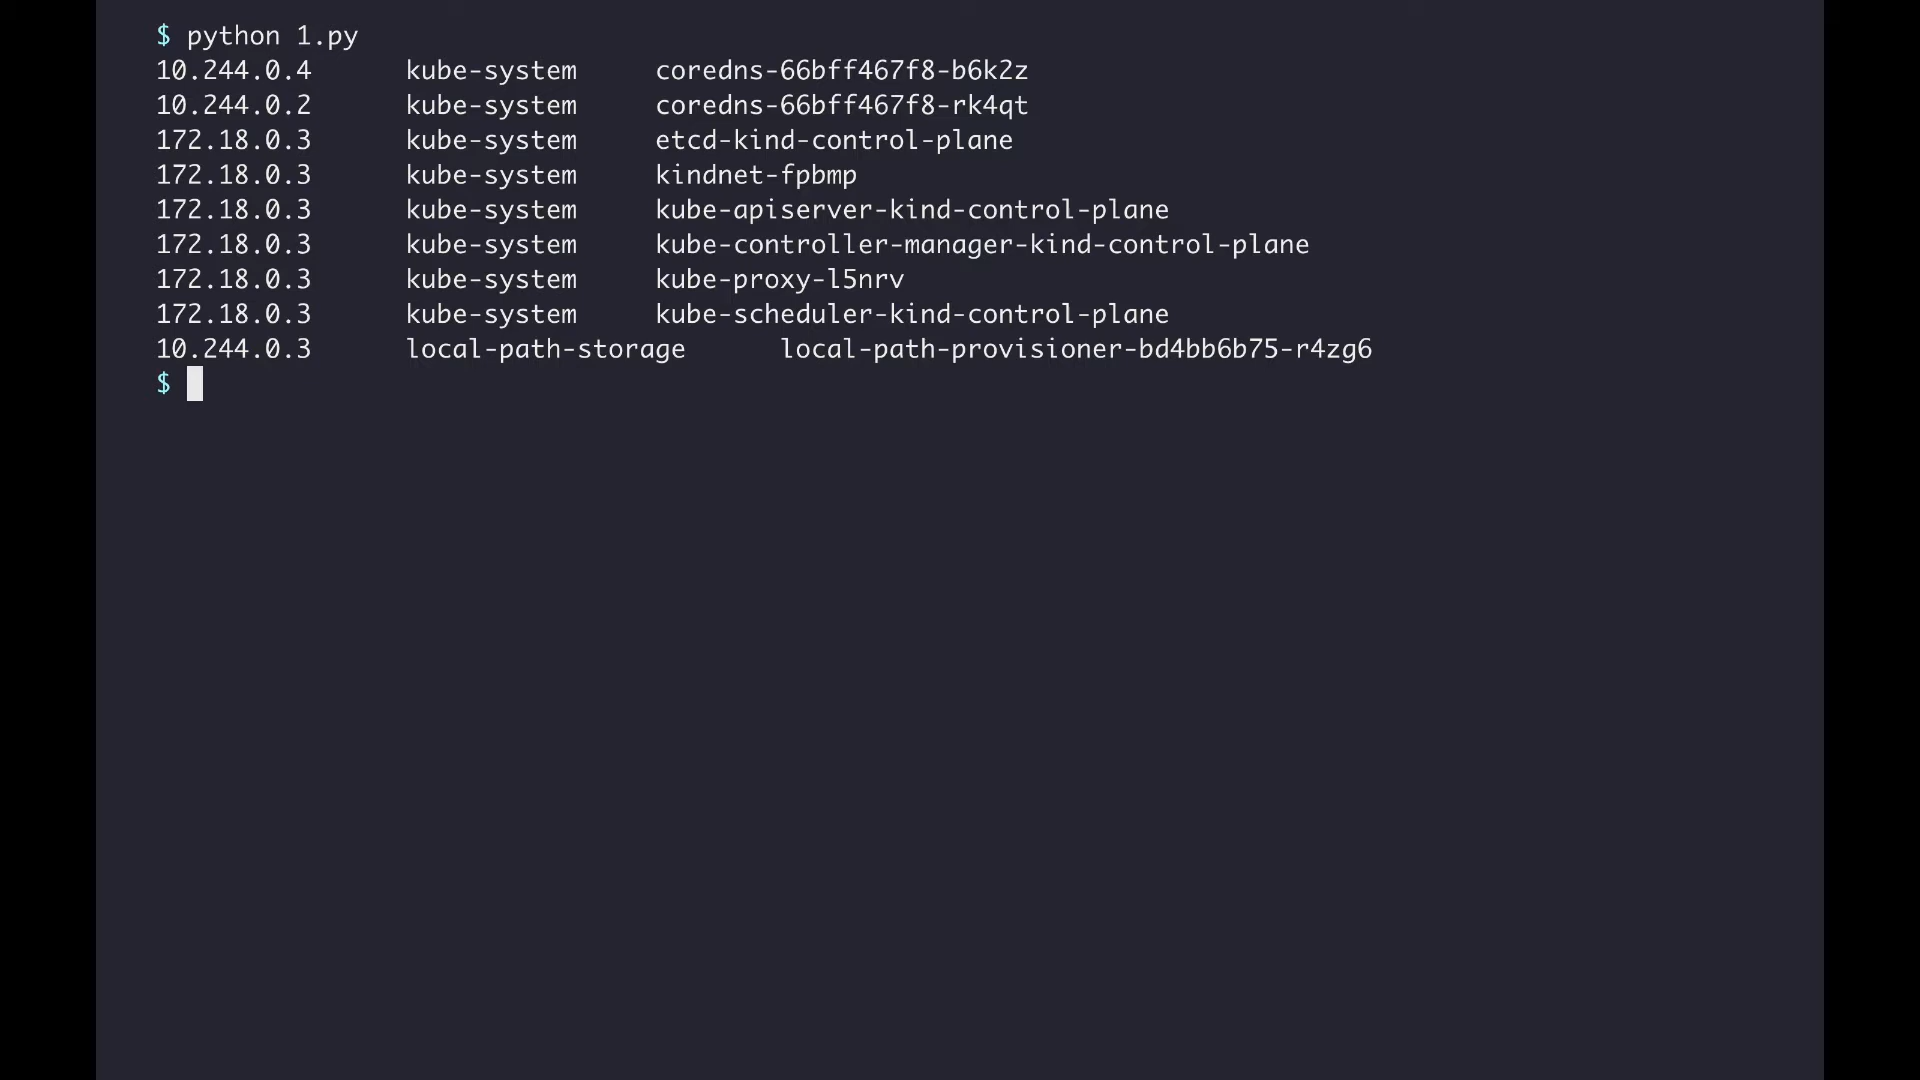 $ python 1.py
10.244.0.4      kube-system     coredns-66bff467f8-b6k2z
10.244.0.2      kube-system     coredns-66bff467f8-rk4qt
172.18.0.3      kube-system     etcd-kind-control-plane
172.18.0.3      kube-system     kindnet-fpbmp
172.18.0.3      kube-system     kube-apiserver-kind-control-plane
172.18.0.3      kube-system     kube-controller-manager-kind-control-plane
172.18.0.3      kube-system     kube-proxy-l5nrv
172.18.0.3      kube-system     kube-scheduler-kind-control-plane
10.244.0.3      local-path-storage      local-path-provisioner-bd4bb6b75-r4zg6
$